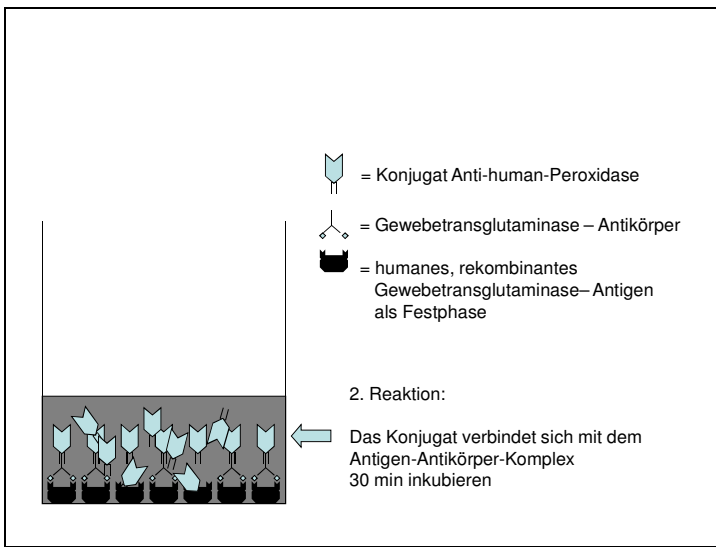 = Konjugat Anti-human-Peroxidase
= Gewebetransglutaminase – Antikörper
= humanes, rekombinantes
Gewebetransglutaminase– Antigen
als Festphase
2. Reaktion:
Das Konjugat verbindet sich mit dem
Antigen-Antikörper-Komplex
30 min inkubieren